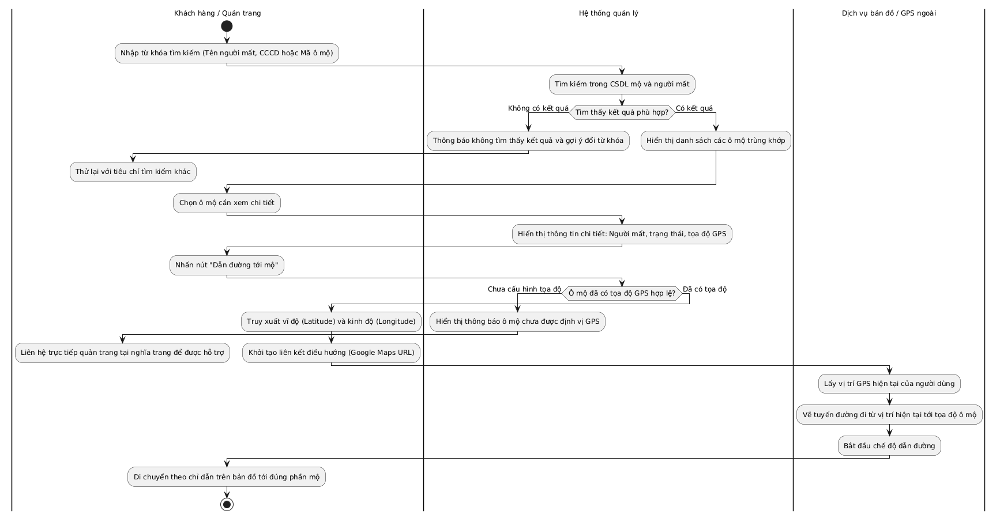 Khách hàng / Quản trang
Hệ thống quản lý
Dịch vụ bản đồ / GPS ngoài
Nhập từ khóa tìm kiếm (Tên người mất, CCCD hoặc Mã ô mộ)
Tìm kiếm trong CSDL mộ và người mất
Không có kết quả
Tìm thấy kết quả phù hợp?
Có kết quả
Thông báo không tìm thấy kết quả và gợi ý đổi từ khóa
Hiển thị danh sách các ô mộ trùng khớp
Thử lại với tiêu chí tìm kiếm khác
Chọn ô mộ cần xem chi tiết
Hiển thị thông tin chi tiết: Người mất, trạng thái, tọa độ GPS
Nhấn nút "Dẫn đường tới mộ"
Chưa cấu hình tọa độ
Ô mộ đã có tọa độ GPS hợp lệ?
Đã có tọa độ
Truy xuất vĩ độ (Latitude) và kinh độ (Longitude)
Hiển thị thông báo ô mộ chưa được định vị GPS
Liên hệ trực tiếp quản trang tại nghĩa trang để được hỗ trợ
Khởi tạo liên kết điều hướng (Google Maps URL)
Lấy vị trí GPS hiện tại của người dùng
Vẽ tuyến đường đi từ vị trí hiện tại tới tọa độ ô mộ
Bắt đầu chế độ dẫn đường
Di chuyển theo chỉ dẫn trên bản đồ tới đúng phần mộ